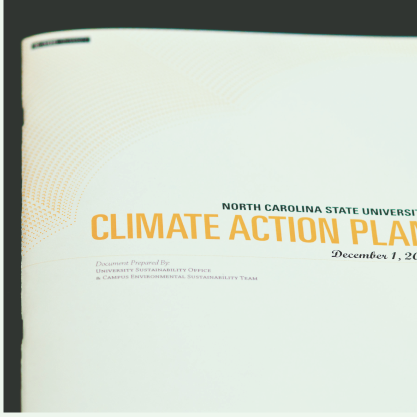 NORTH CAROLINA STATE UNIVERSIT
CLIMATE ACTION PLAN
December 1, 20
Document Prepared By:
University Sustainability Office
& Campus Environmental Sustainability Team